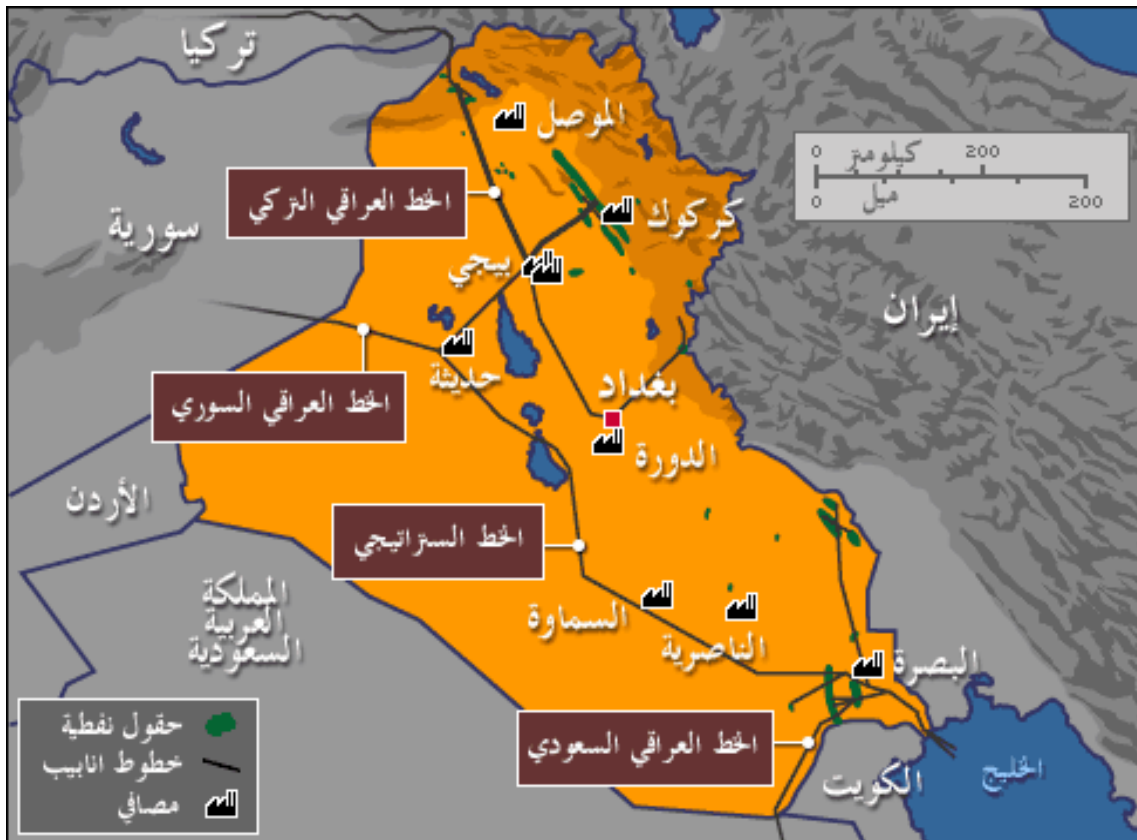 تركيا
الموصل
0 كيلومتر 200
0 ميل 200
الخط العراقي التركي
كركوك
سورية
بيجي
إيران
حديثة
الخط العراقي السوري
بغداد
الدورة
الأردن
الخط الستراتيجي
المملكة
العربية
السعودية
السماوة
الناصرية
البصرة
الخط العراقي السعودي
الكويت
الخليج
حقول نفطية
خطوط انابيب
مصافي